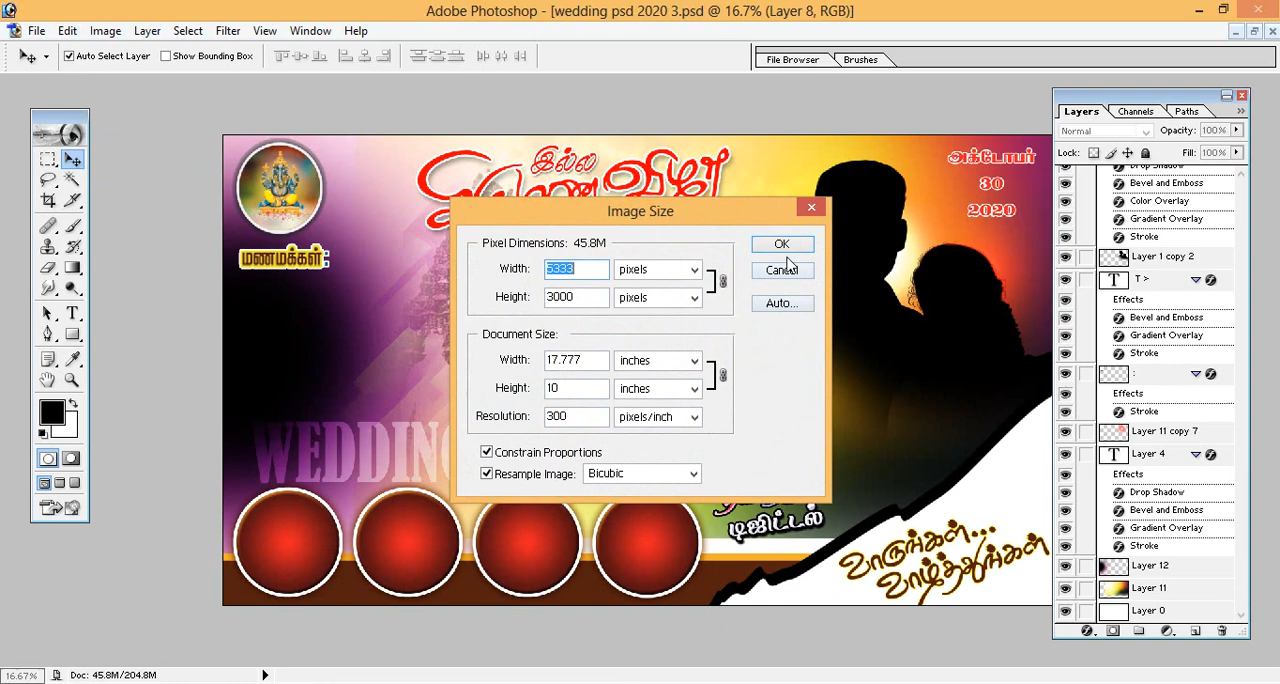 Adobe Photoshop - [wedding psd 2020 3.psd @ 16.7% (Layer 8, RGB)]
File Edit Image Layer Select Filter View Window Help
Auto Select Layer Show Bounding Box
File Browser Brushes
Layers Channels Paths
Normal Opacity: 100%
Lock: Fill: 100%
இல்ல
விழா
அக்டோபர்
30
2020
மணமக்கள் :
WEDDING
டிஜிட்டல்
வாருங்கள்...
வாழ்த்துங்கள்
Image Size
Pixel Dimensions: 45.8M
Width: 5333 pixels
Height: 3000 pixels
OK
Cancel
Auto...
Document Size:
Width: 17.777 inches
Height: 10 inches
Resolution: 300 pixels/inch
Constrain Proportions
Resample Image: Bicubic
Drop Shadow
Bevel and Emboss
Color Overlay
Gradient Overlay
Stroke
Layer 1 copy 2
T >
Effects
Bevel and Emboss
Gradient Overlay
Stroke
:
Effects
Stroke
Layer 11 copy 7
T Layer 4
Effects
Drop Shadow
Bevel and Emboss
Gradient Overlay
Stroke
Layer 12
Layer 11
Layer 0
16.67% Doc: 45.8M/204.8M